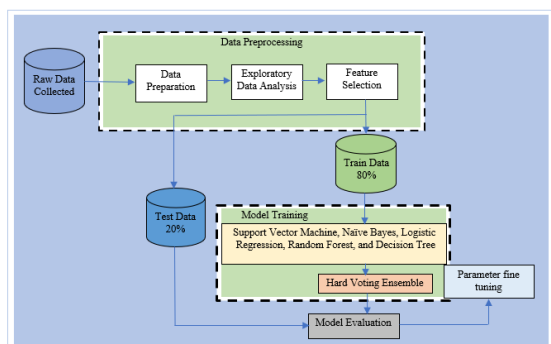 Data Preprocessing
Raw Data
Collected
Data
Preparation
Exploratory
Data Analysis
Feature
Selection
Train Data
80%
Test Data
20%
Model Training
Support Vector Machine, Naïve Bayes, Logistic
Regression, Random Forest, and Decision Tree
Hard Voting Ensemble
Parameter fine
tuning
Model Evaluation